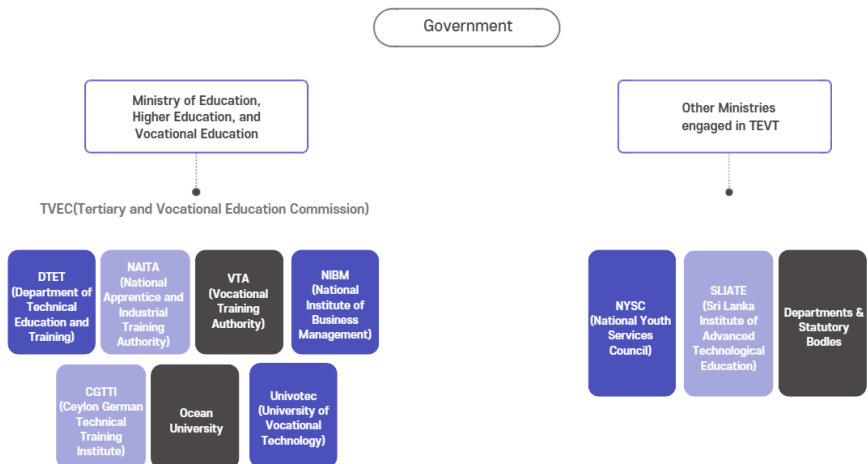 Government
Ministry of Education,
Higher Education, and
Vocational Education
Other Ministries
engaged in TEVT
TVEC(Tertiary and Vocational Education Commission)
DTET
(Department of
Technical
Education and
Training)
NAITA
(National
Apprentice and
Industrial
Training
Authority)
VTA
(Vocational
Training
Authority)
NIBM
(National
Institute of
Business
Management)
NYSC
(National Youth
Services
Council)
SLIATE
(Sri Lanka
Institute of
Advanced
Technological
Education)
Departments &
Statutory
Bodles
CGTTI
(Ceylon German
Technical
Training
Institute)
Ocean
University
Univotec
(University of
Vocational
Technology)